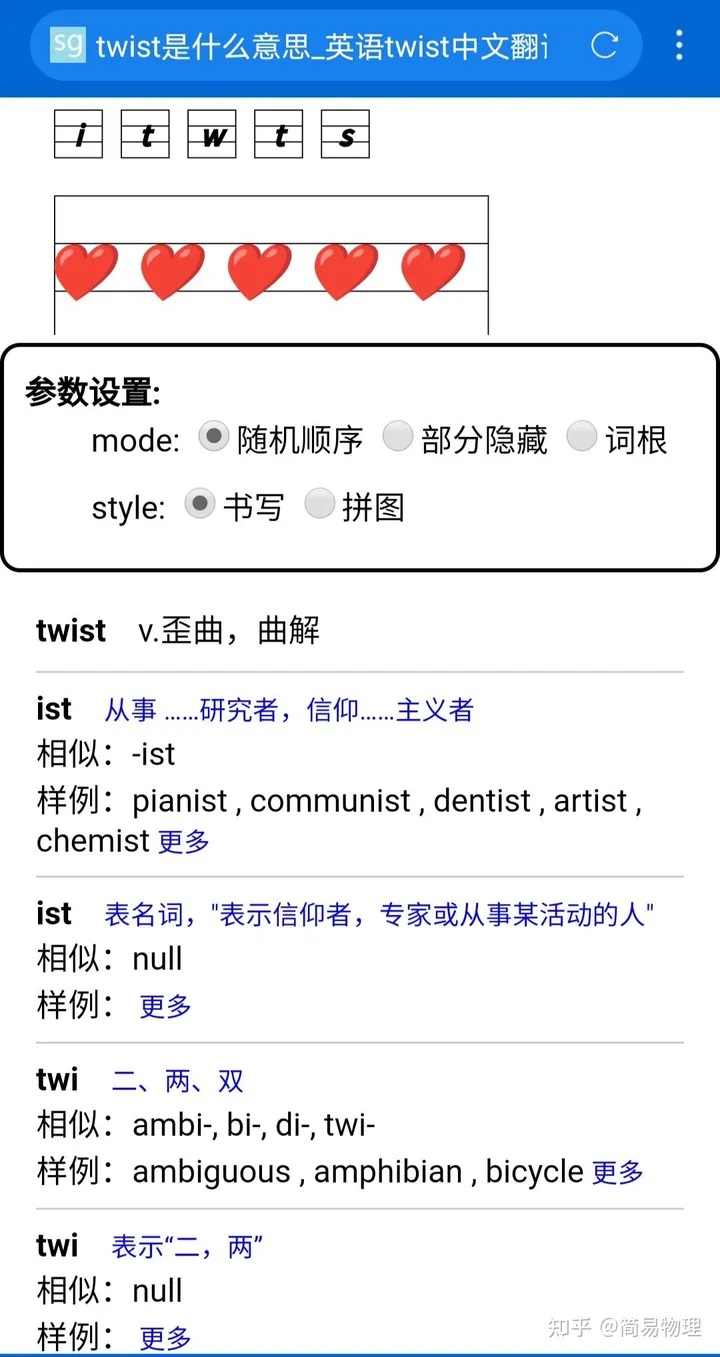 sg twist是什么意思_英语twist中文翻
i t w t s
参数设置:
mode: 随机顺序 部分隐藏 词根
style: 书写 拼图
twist v.歪曲，曲解
ist 从事 ......研究者，信仰......主义者
相似：-ist
样例：pianist , communist , dentist , artist ,
chemist 更多
ist 表名词，"表示信仰者，专家或从事某活动的人"
相似：null
样例： 更多
twi 二、两、双
相似：ambi-, bi-, di-, twi-
样例：ambiguous , amphibian , bicycle 更多
twi 表示“二，两”
相似：null
样例： 更多
知乎 @简易物理